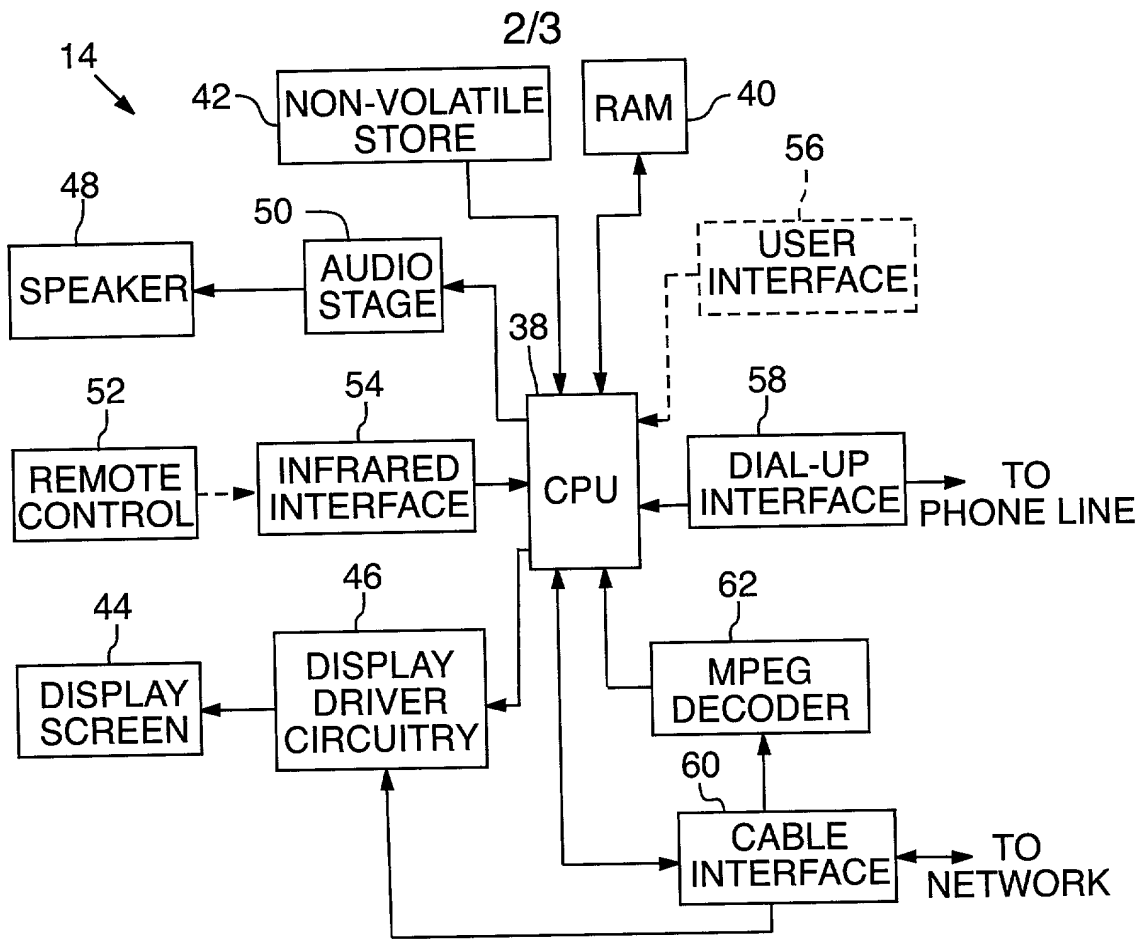 2/3
14
42
NON-VOLATILE
STORE
RAM
40
56
USER
INTERFACE
48
SPEAKER
50
AUDIO
STAGE
38
CPU
52
REMOTE
CONTROL
54
INFRARED
INTERFACE
58
DIAL-UP
INTERFACE
TO
PHONE LINE
44
DISPLAY
SCREEN
46
DISPLAY
DRIVER
CIRCUITRY
62
MPEG
DECODER
60
CABLE
INTERFACE
TO
NETWORK